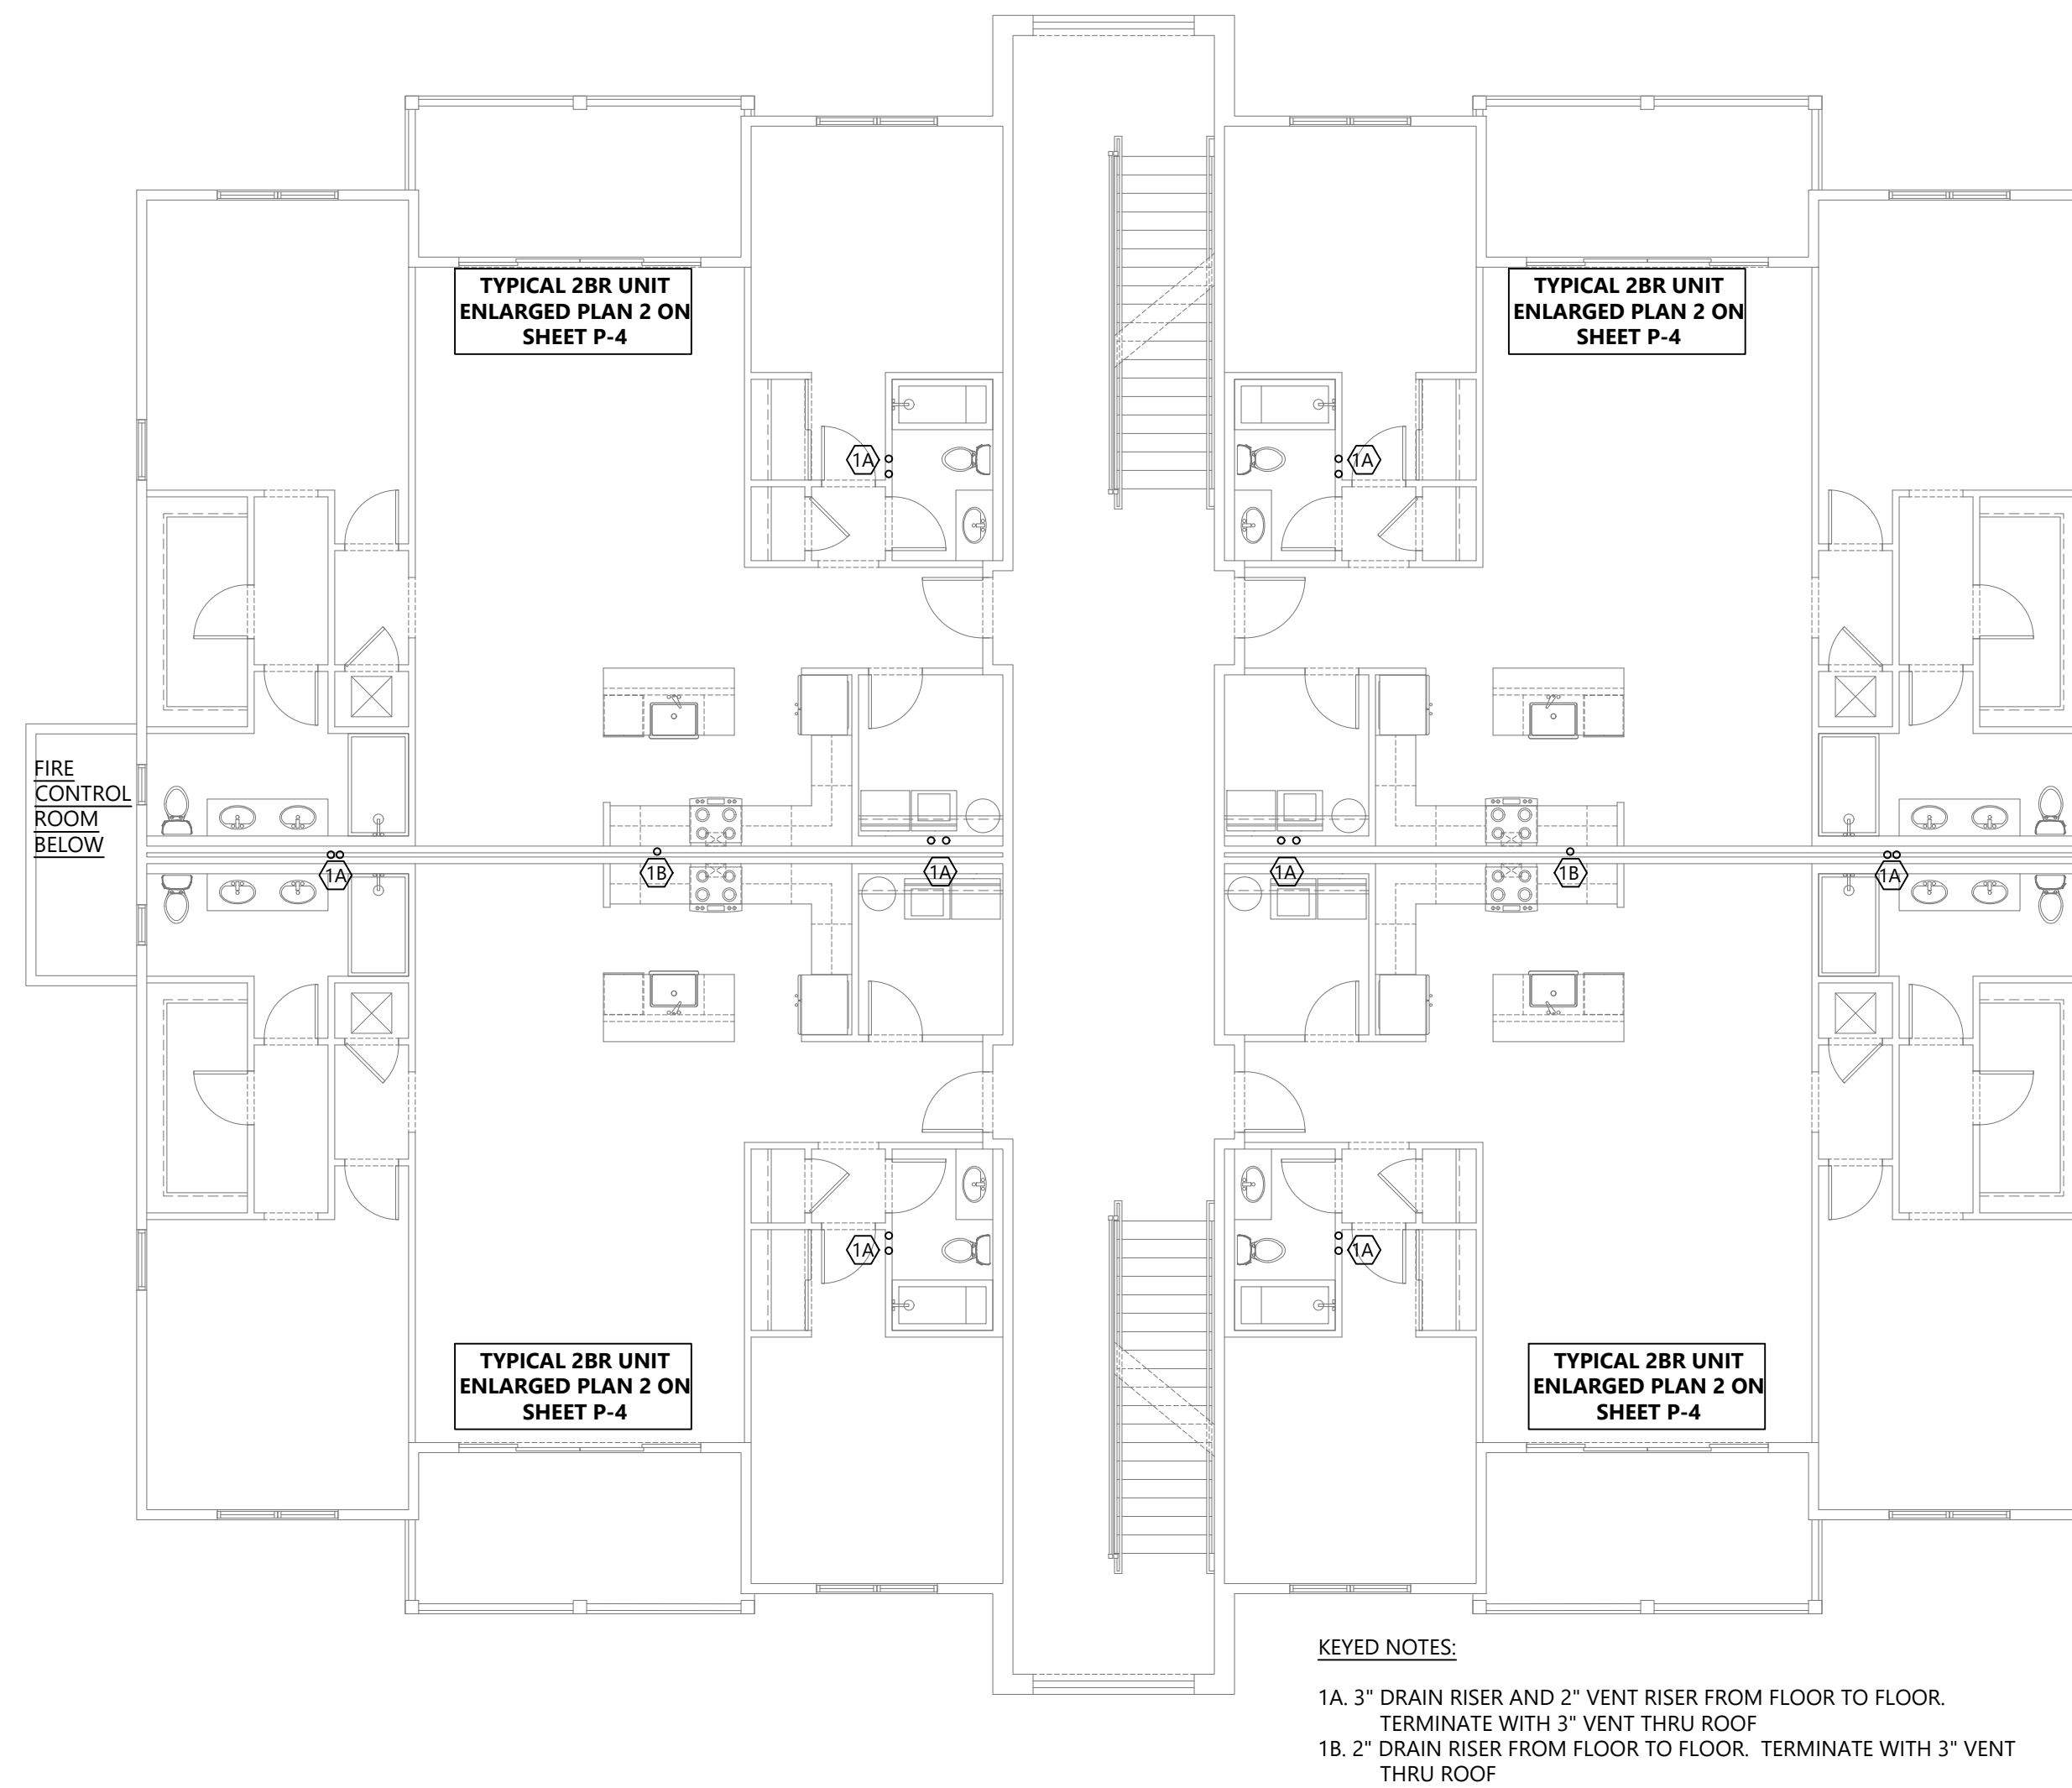 TYPICAL 2BR UNIT
ENLARGED PLAN 2 ON
SHEET P-4
TYPICAL 2BR UNIT
ENLARGED PLAN 2 ON
SHEET P-4
1A
1A
FIRE
CONTROL
ROOM
BELOW
1A
1B
1A
1A
1B
1A
1A
1A
TYPICAL 2BR UNIT
ENLARGED PLAN 2 ON
SHEET P-4
TYPICAL 2BR UNIT
ENLARGED PLAN 2 ON
SHEET P-4
KEYED NOTES:
1A. 3" DRAIN RISER AND 2" VENT RISER FROM FLOOR TO FLOOR.
TERMINATE WITH 3" VENT THRU ROOF
1B. 2" DRAIN RISER FROM FLOOR TO FLOOR. TERMINATE WITH 3" VENT
THRU ROOF